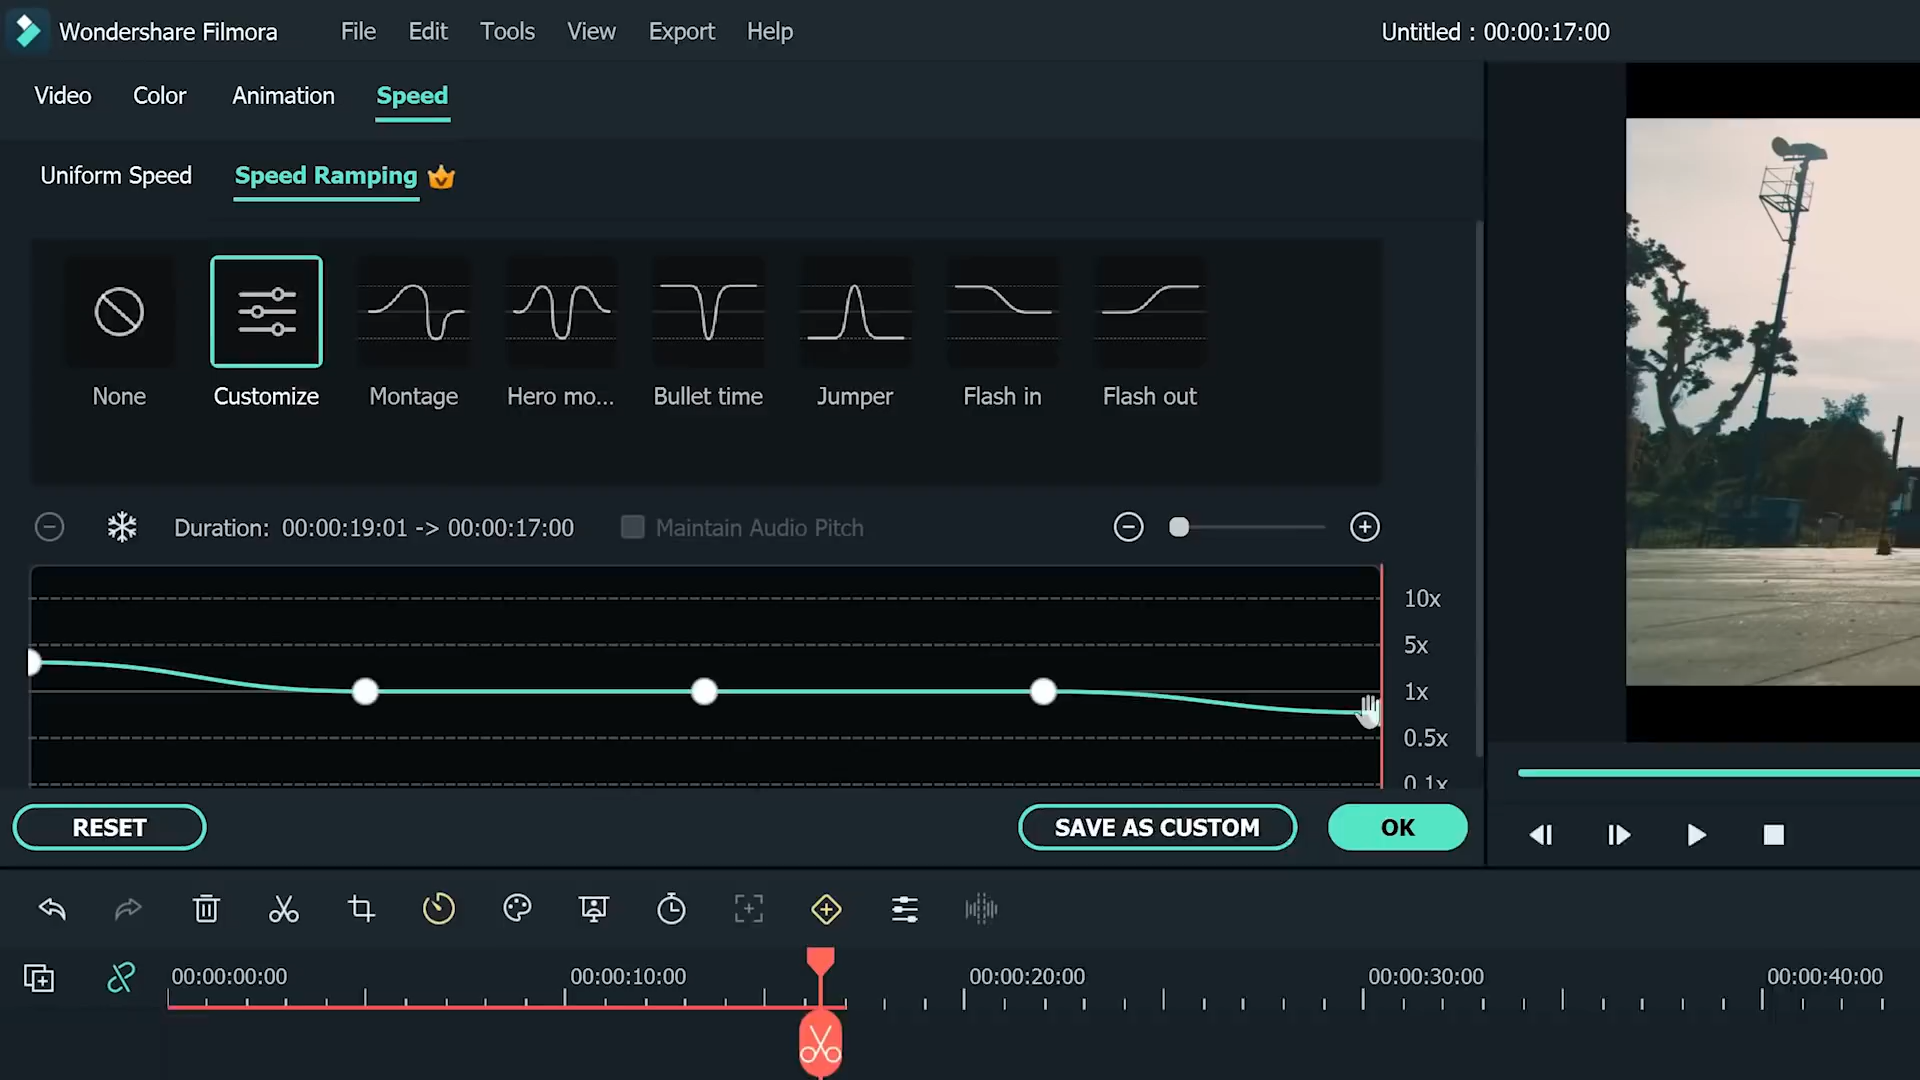 Wondershare Filmora File Edit Tools View Export Help Untitled : 00:00:17:00
Video Color Animation Speed
Uniform Speed Speed Ramping
None Customize Montage Hero mo... Bullet time Jumper Flash in Flash out
Duration: 00:00:19:01 -> 00:00:17:00 Maintain Audio Pitch
10x
5x
1x
0.5x
0.1x
RESET SAVE AS CUSTOM OK
00:00:00:00 00:00:10:00 00:00:20:00 00:00:30:00 00:00:40:00